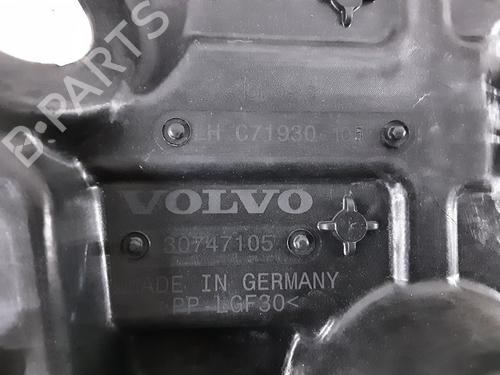 LH C71930
VOLVO
30747105
MADE IN GERMANY
PP-LGF30<
B-PARTS